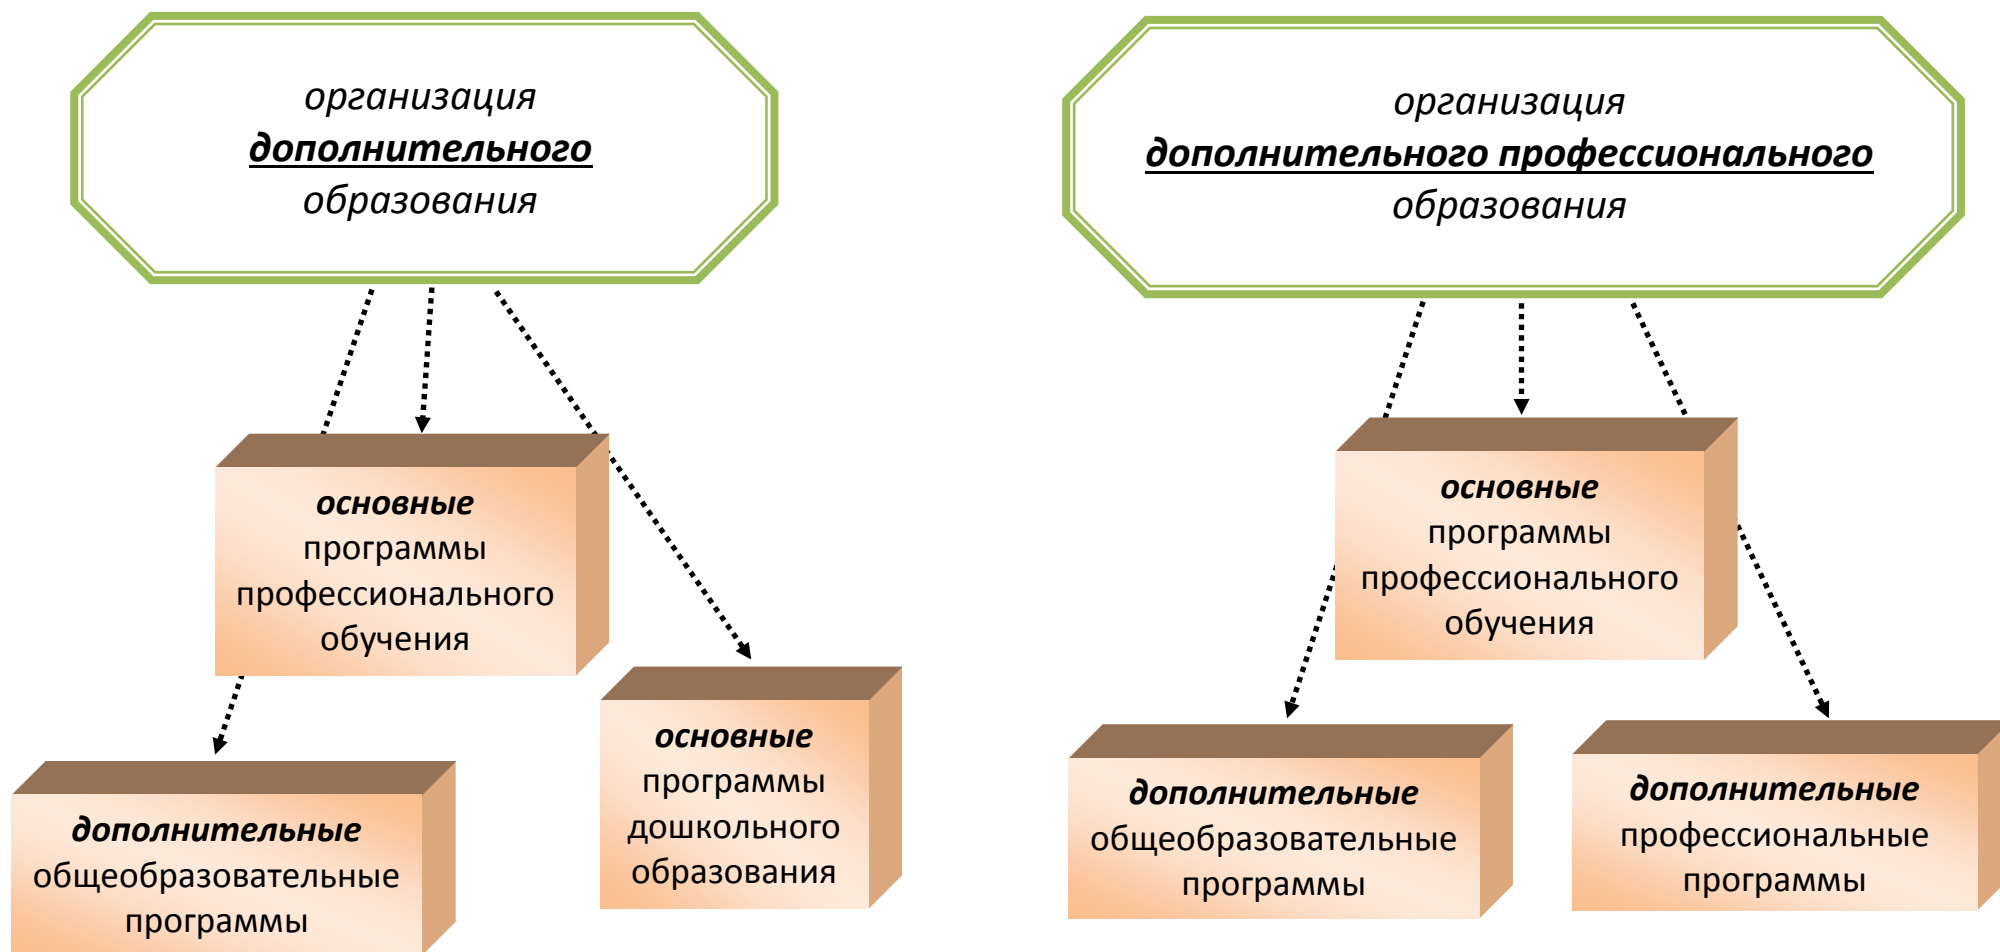 организация
дополнительного
образования
организация
дополнительного профессионального
образования
основные
программы
профессионального
обучения
основные
программы
дошкольного
образования
дополнительные
общеобразовательные
программы
основные
программы
профессионального
обучения
дополнительные
общеобразовательные
программы
дополнительные
профессиональные
программы